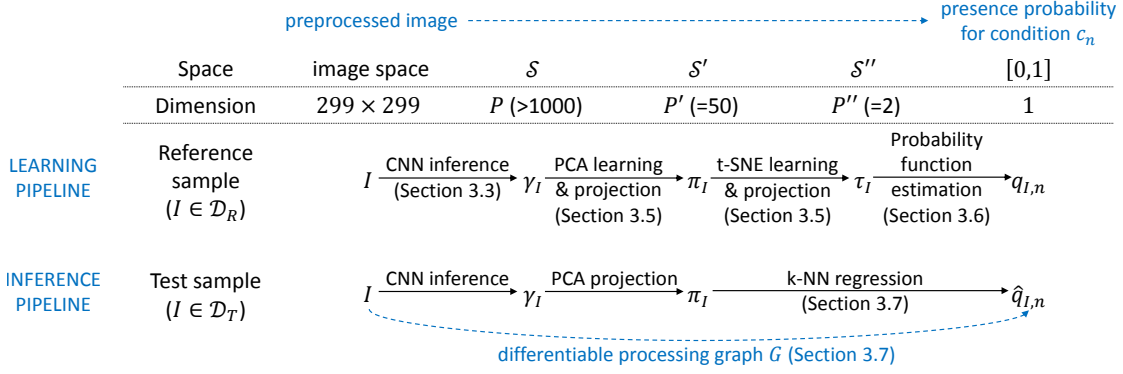 preprocessed image
presence probability
for condition cₙ
Space image space 𝒮 𝒮′ 𝒮″ [0,1]
Dimension 299 × 299 P (>1000) P′ (=50) P″ (=2) 1
LEARNING
PIPELINE
Reference
sample
(I ∈ 𝒟_R)
I
CNN inference
(Section 3.3)
γ_I
PCA learning
& projection
(Section 3.5)
π_I
t-SNE learning
& projection
(Section 3.5)
τ_I
Probability
function
estimation
(Section 3.6)
q_{I,n}
INFERENCE
PIPELINE
Test sample
(I ∈ 𝒟_T)
I
CNN inference
γ_I
PCA projection
π_I
k-NN regression
(Section 3.7)
q̂_{I,n}
differentiable processing graph G (Section 3.7)